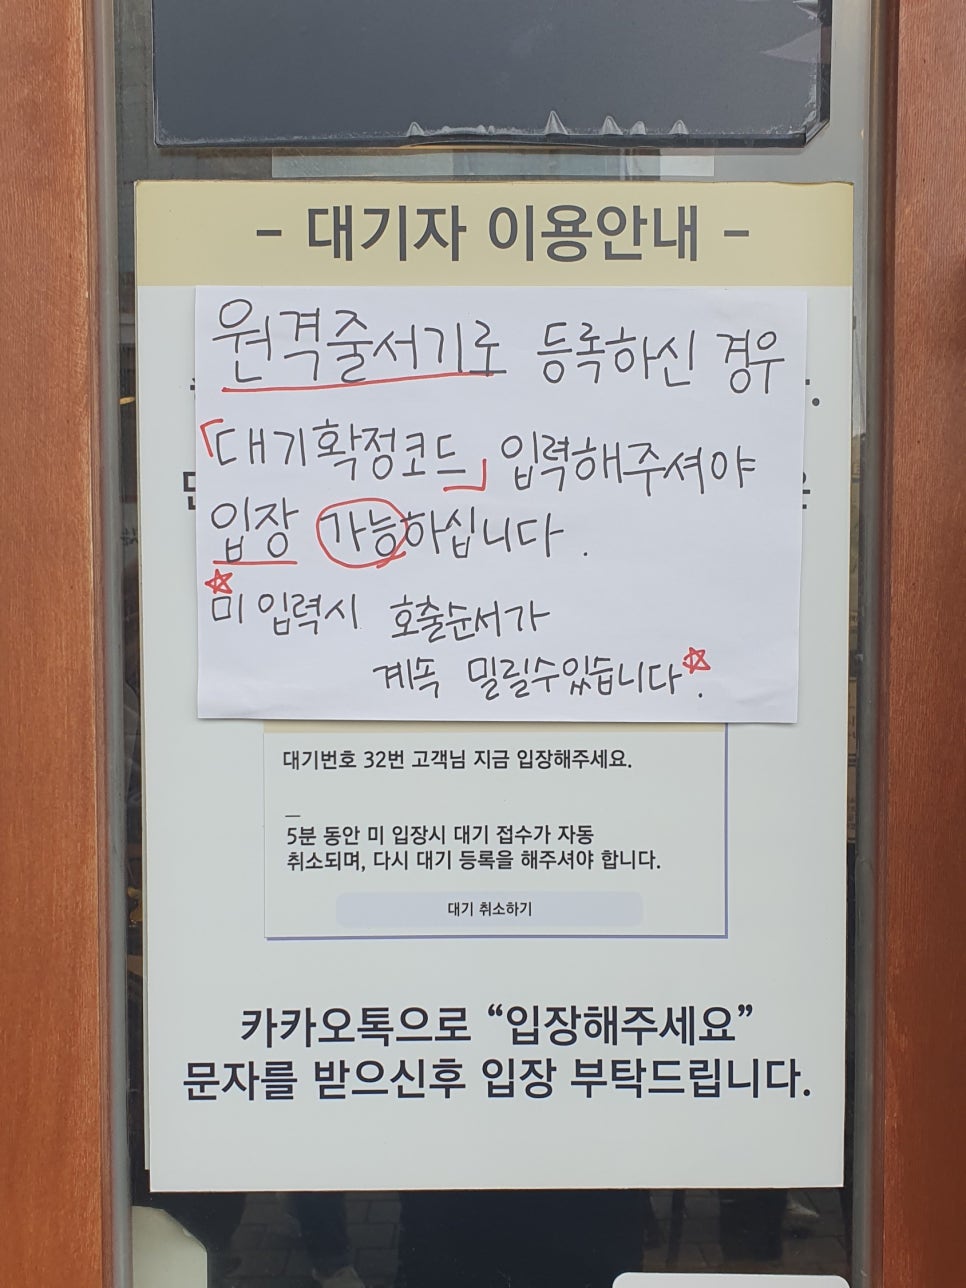 - 대기자 이용안내 -
원격줄서기로 등록하신 경우
「대기확정코드」 입력해주셔야
입장 가능하십니다.
☆미 입력시 호출순서가
계속 밀릴수있습니다☆.
대기번호 32번 고객님 지금 입장해주세요.
—
5분 동안 미 입장시 대기 접수가 자동
취소되며, 다시 대기 등록을 해주셔야 합니다.
대기 취소하기
카카오톡으로 “입장해주세요”
문자를 받으신후 입장 부탁드립니다.